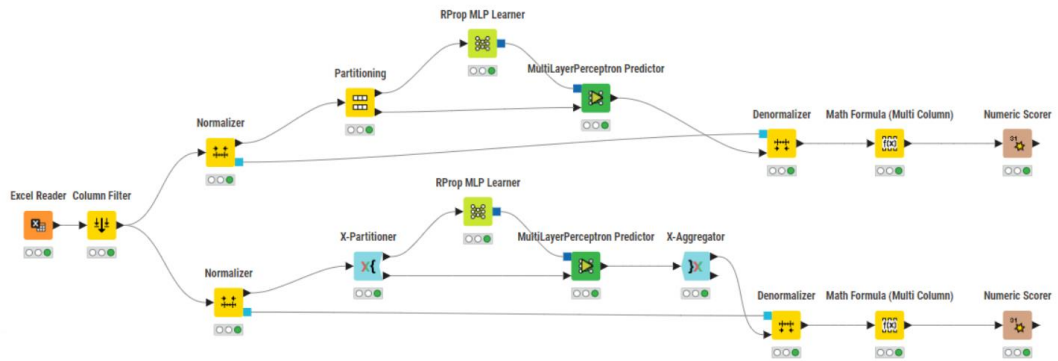 RProp MLP Learner
Partitioning
MultiLayerPerceptron Predictor
Normalizer
Denormalizer
Math Formula (Multi Column)
Numeric Scorer
Excel Reader
Column Filter
RProp MLP Learner
X-Partitioner
MultiLayerPerceptron Predictor
X-Aggregator
Normalizer
Denormalizer
Math Formula (Multi Column)
Numeric Scorer